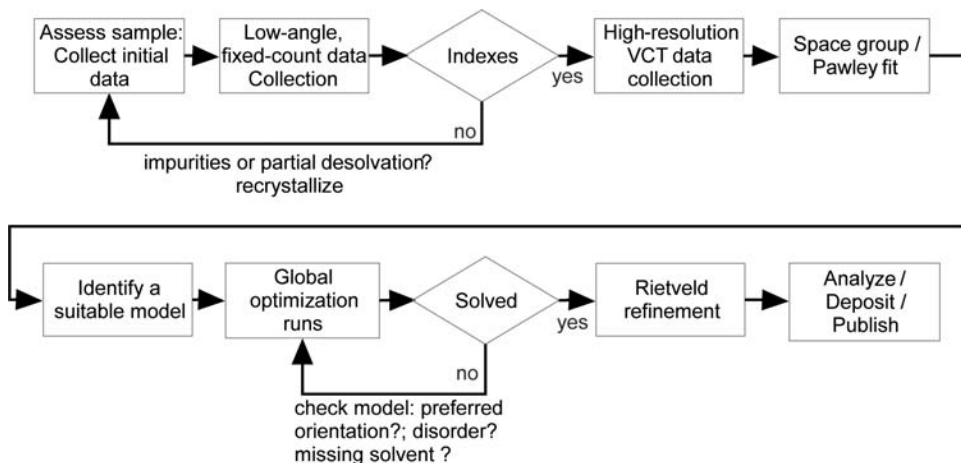 Assess sample:
Collect initial
data
Low-angle,
fixed-count data
Collection
Indexes
yes
High-resolution
VCT data
collection
Space group /
Pawley fit
no
impurities or partial desolvation?
recrystallize
Identify a
suitable model
Global
optimization
runs
Solved
yes
Rietveld
refinement
Analyze /
Deposit /
Publish
no
check model: preferred
orientation?; disorder?
missing solvent ?